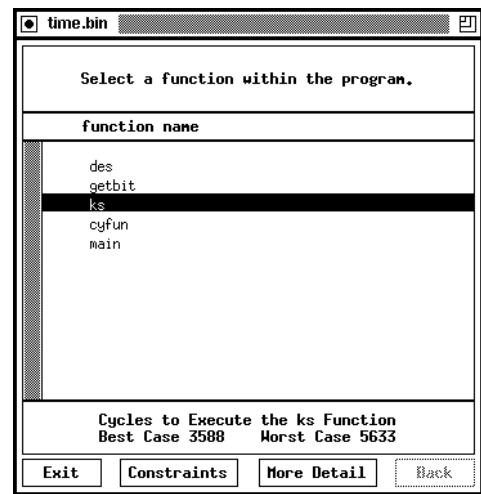 time.bin
Select a function within the program.
function name
des
getbit
ks
cyfun
main
Cycles to Execute the ks Function
Best Case 3588 Worst Case 5633
Exit Constraints More Detail Back